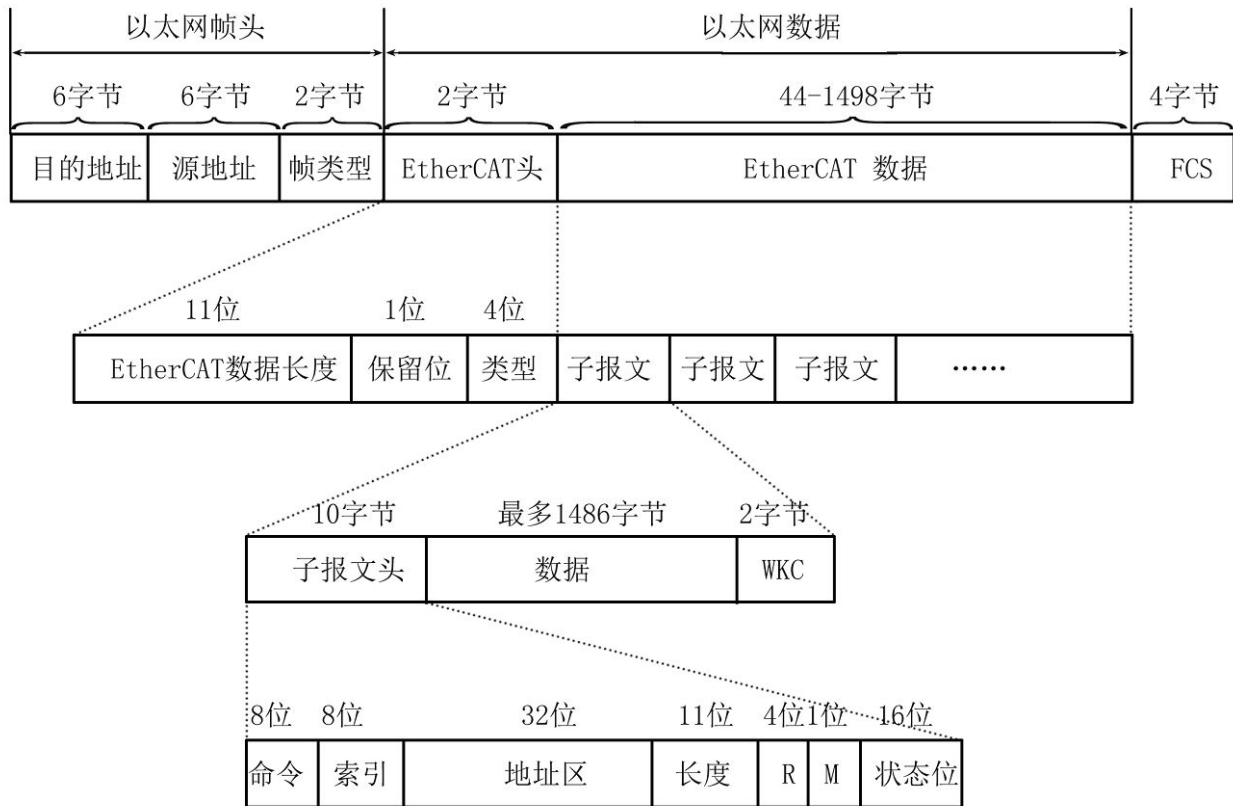 以太网帧头 以太网数据
6字节 6字节 2字节 2字节 44-1498字节 4字节
目的地址 源地址 帧类型 EtherCAT头 EtherCAT 数据 FCS
11位 1位 4位
EtherCAT数据长度 保留位 类型 子报文 子报文 子报文 ……
10字节 最多1486字节 2字节
子报文头 数据 WKC
8位 8位 32位 11位 4位 1位 16位
命令 索引 地址区 长度 R M 状态位